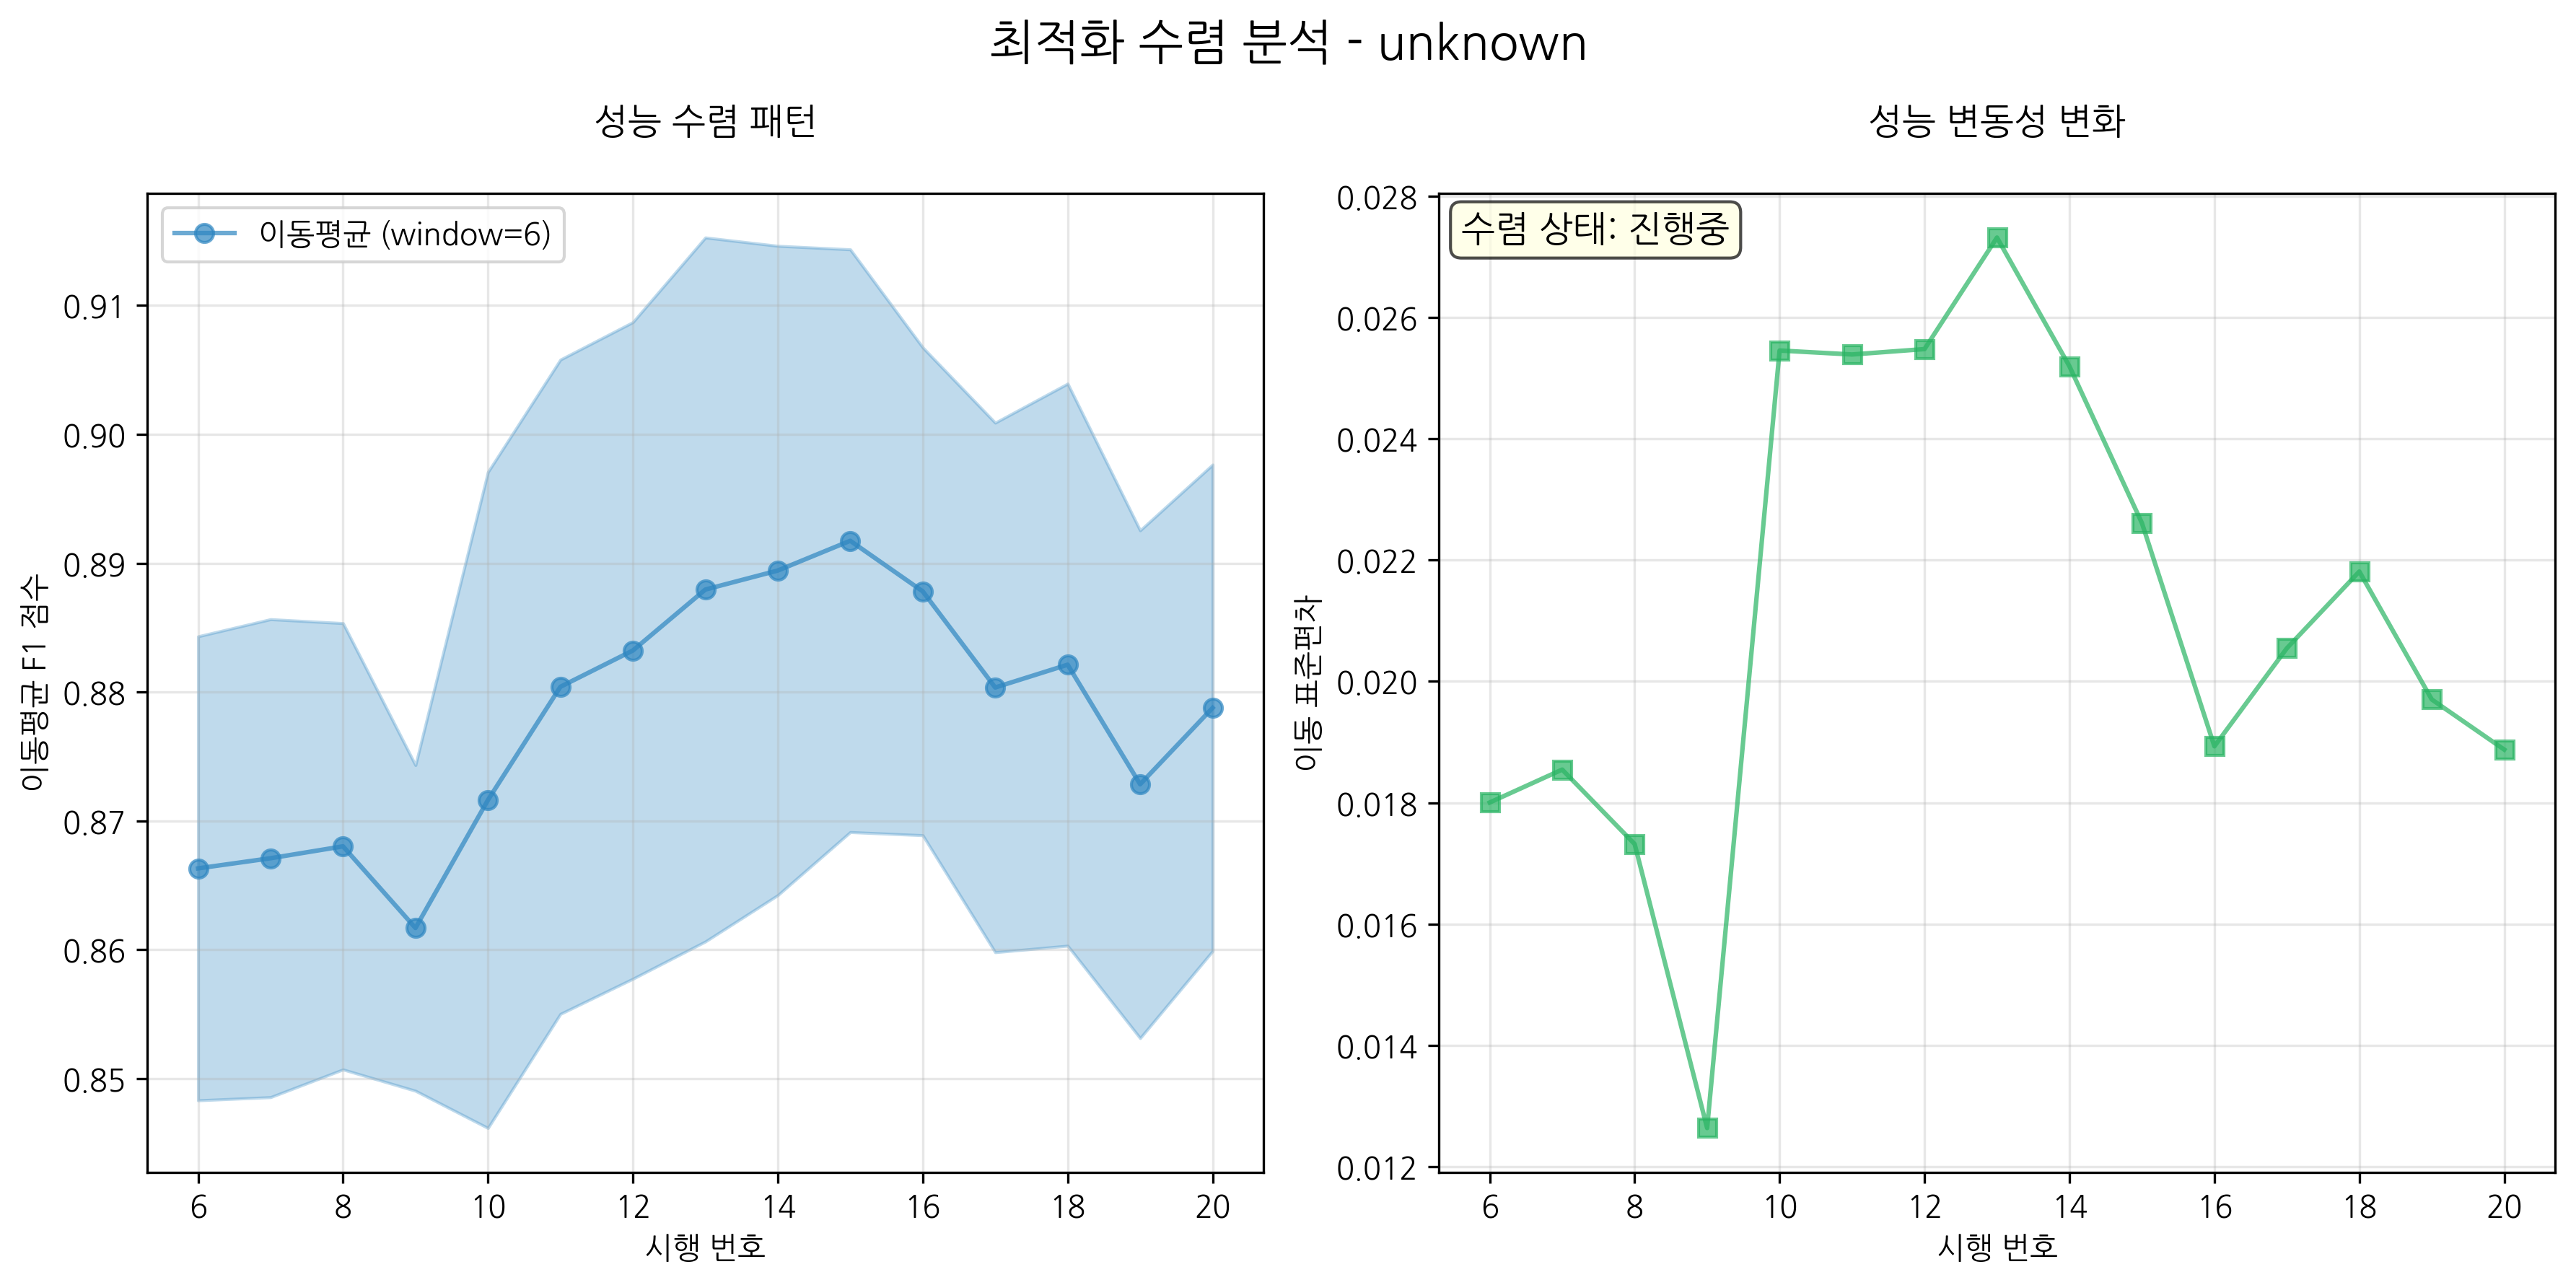 최적화 수렴 분석 - unknown
성능 수렴 패턴
이동평균 (window=6)
이동평균 F1 점수
0.91
0.90
0.89
0.88
0.87
0.86
0.85
6 8 10 12 14 16 18 20
시행 번호
성능 변동성 변화
수렴 상태: 진행중
이동 표준편차
0.028
0.026
0.024
0.022
0.020
0.018
0.016
0.014
0.012
6 8 10 12 14 16 18 20
시행 번호